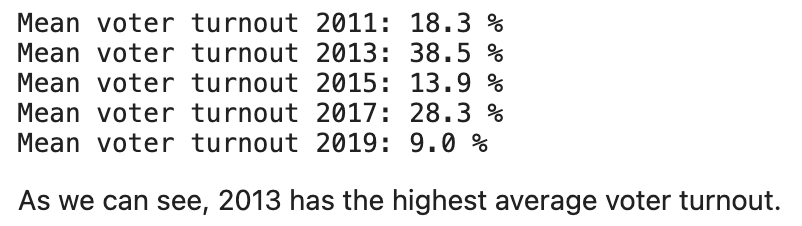 Mean voter turnout 2011: 18.3 %
Mean voter turnout 2013: 38.5 %
Mean voter turnout 2015: 13.9 %
Mean voter turnout 2017: 28.3 %
Mean voter turnout 2019: 9.0 %
As we can see, 2013 has the highest average voter turnout.